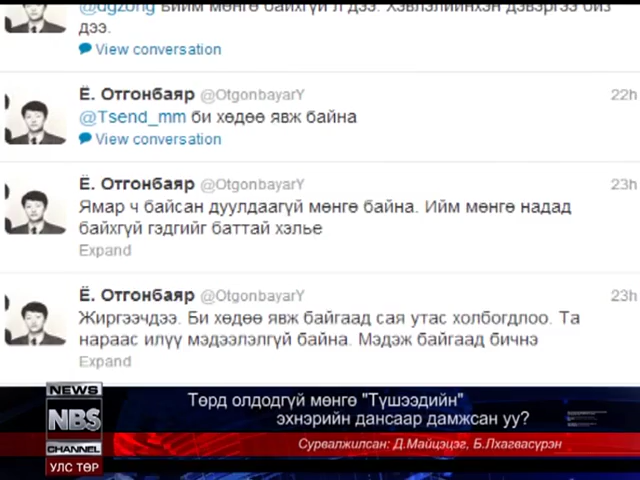 @dgzong Бийм мөнгө байхгүй л дээ. Хэвлэлийнхэн дэвэргээ биз
дээ.
View conversation
Ё. Отгонбаяр @OtgonbayarY 22h
@Tsend_mm би хөдөө явж байна
View conversation
Ё. Отгонбаяр @OtgonbayarY 23h
Ямар ч байсан дуулдаагүй мөнгө байна. Ийм мөнгө надад
байхгүй гэдгийг баттай хэлье
Expand
Ё. Отгонбаяр @OtgonbayarY 23h
Жиргээчдээ. Би хөдөө явж байгаад сая утас холбогдлоо. Та
нараас илүү мэдээлэлгүй байна. Мэдэж байгаад бичнэ
Expand
NEWS
NBS
CHANNEL
УЛС ТӨР
Төрд олдодгүй мөнгө "Түшээдийн"
эхнэрийн дансаар дамжсан уу?
Сурвалжилсан: Д.Майцэцэг, Б.Лхагвасүрэн